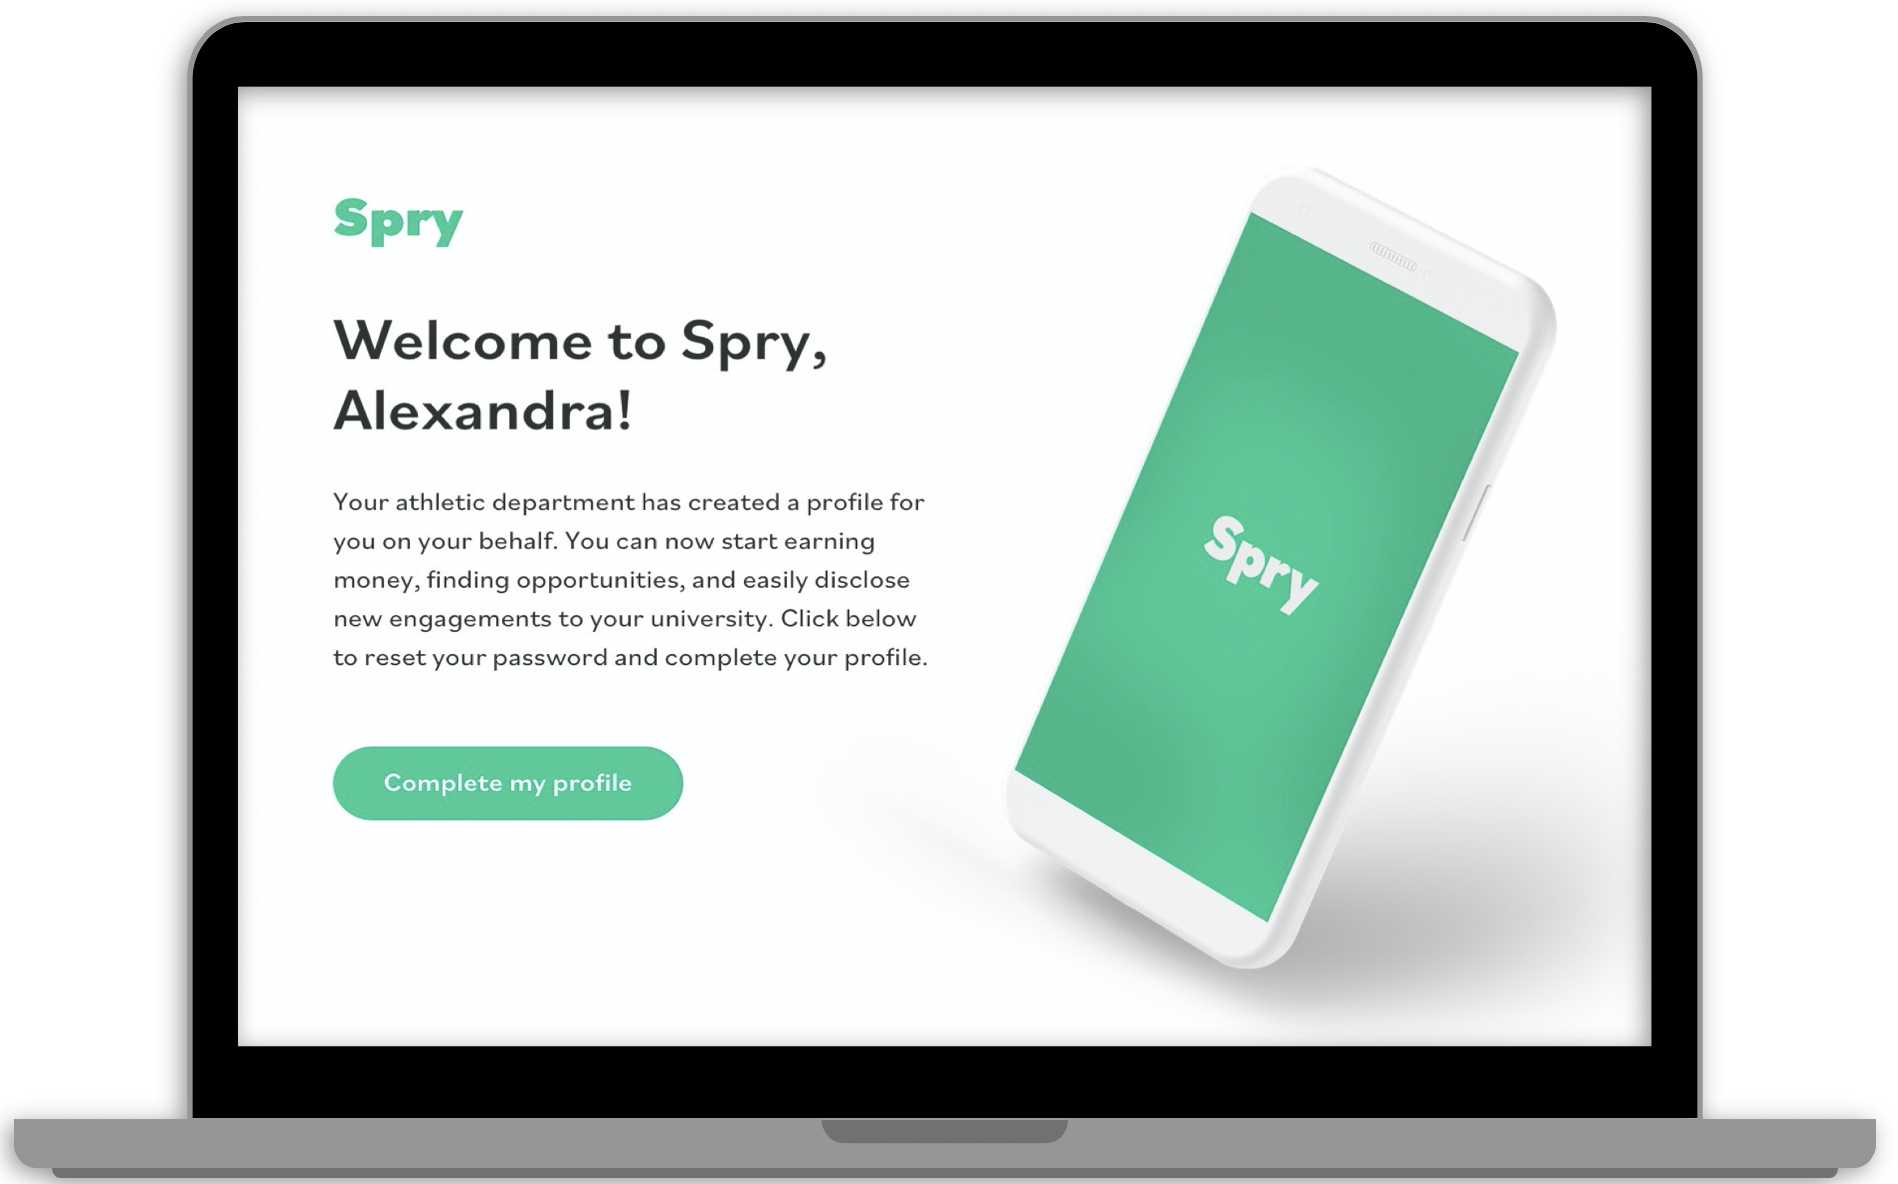 Spry
Welcome to Spry,
Alexandra!
Your athletic department has created a profile for
you on your behalf. You can now start earning
money, finding opportunities, and easily disclose
new engagements to your university. Click below
to reset your password and complete your profile.
Complete my profile
Spry